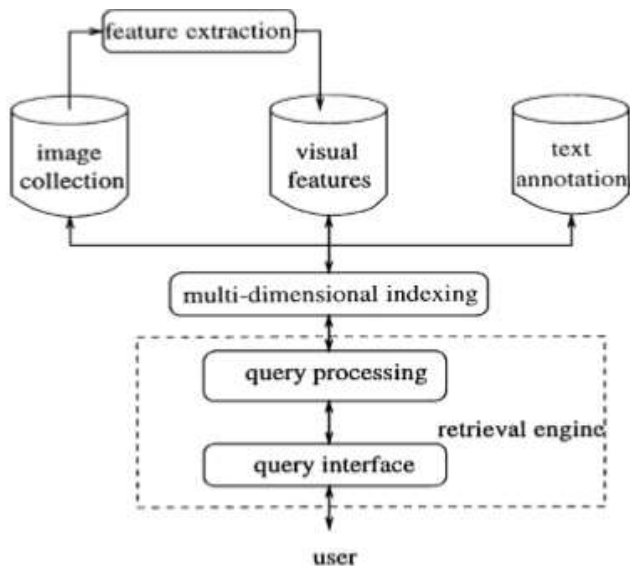 feature extraction
image
collection
visual
features
text
annotation
multi-dimensional indexing
query processing
retrieval engine
query interface
user